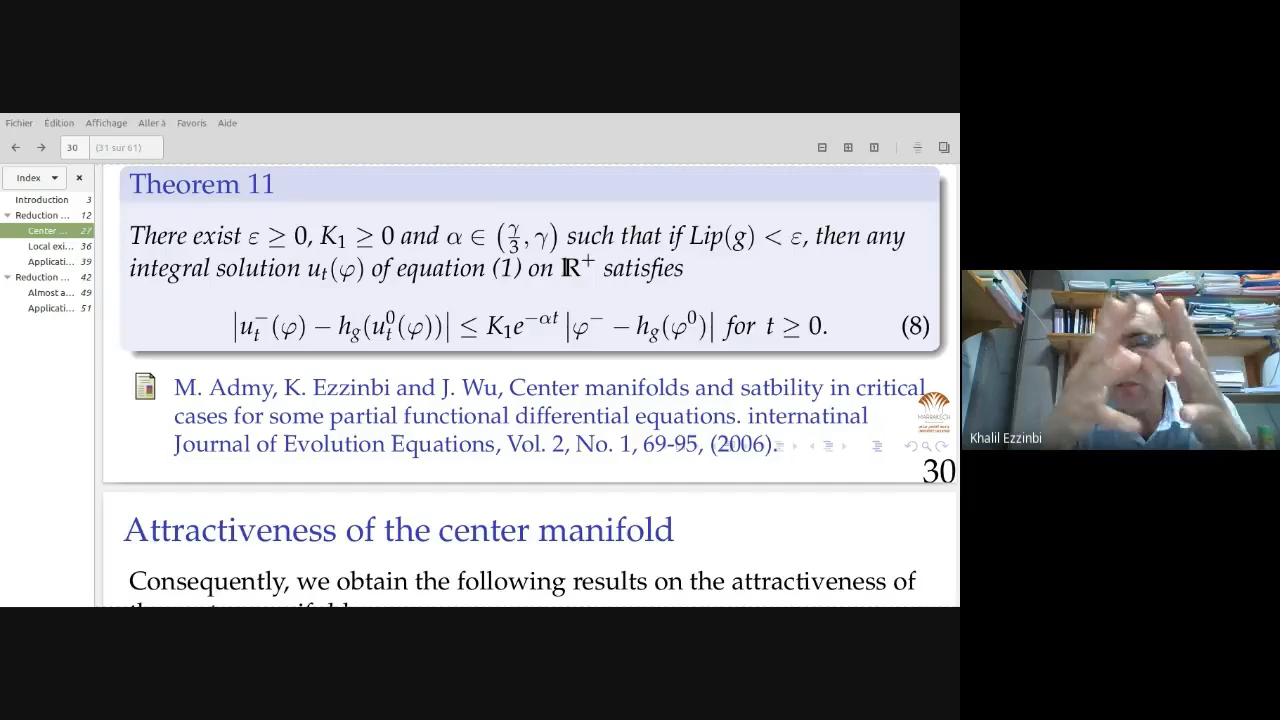 Fichier Édition Affichage Aller à Favoris Aide
30 (31 sur 61)
Index
Introduction 3
Reduction ... 12
Center ... 27
Local exi... 36
Applicati... 39
Reduction ... 42
Almost a... 49
Applicati... 51
Theorem 11
There exist ε ≥ 0, K₁ ≥ 0 and α ∈ (γ/3, γ) such that if Lip(g) < ε, then any
integral solution uₜ(φ) of equation (1) on ℝ⁺ satisfies
|uₜ⁻(φ) − h_g(uₜ⁰(φ))| ≤ K₁e^{−αt} |φ⁻ − h_g(φ⁰)| for t ≥ 0. (8)
M. Admy, K. Ezzinbi and J. Wu, Center manifolds and satbility in critical
cases for some partial functional differential equations. internatinal
Journal of Evolution Equations, Vol. 2, No. 1, 69-95, (2006).
MARRAKECH
30
Attractiveness of the center manifold
Consequently, we obtain the following results on the attractiveness of
Khalil Ezzinbi